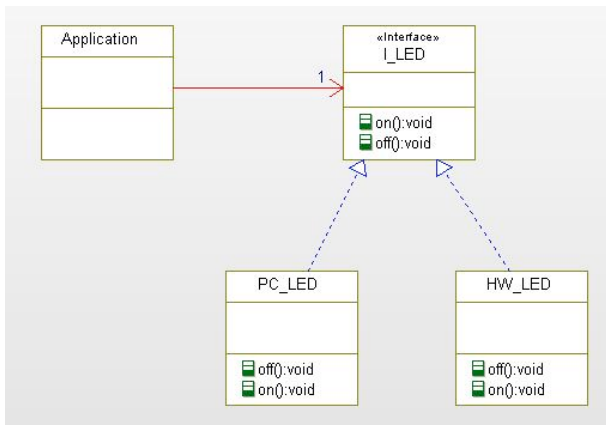 Application
«Interface»
I_LED
1
on():void
off():void
PC_LED
off():void
on():void
HW_LED
off():void
on():void